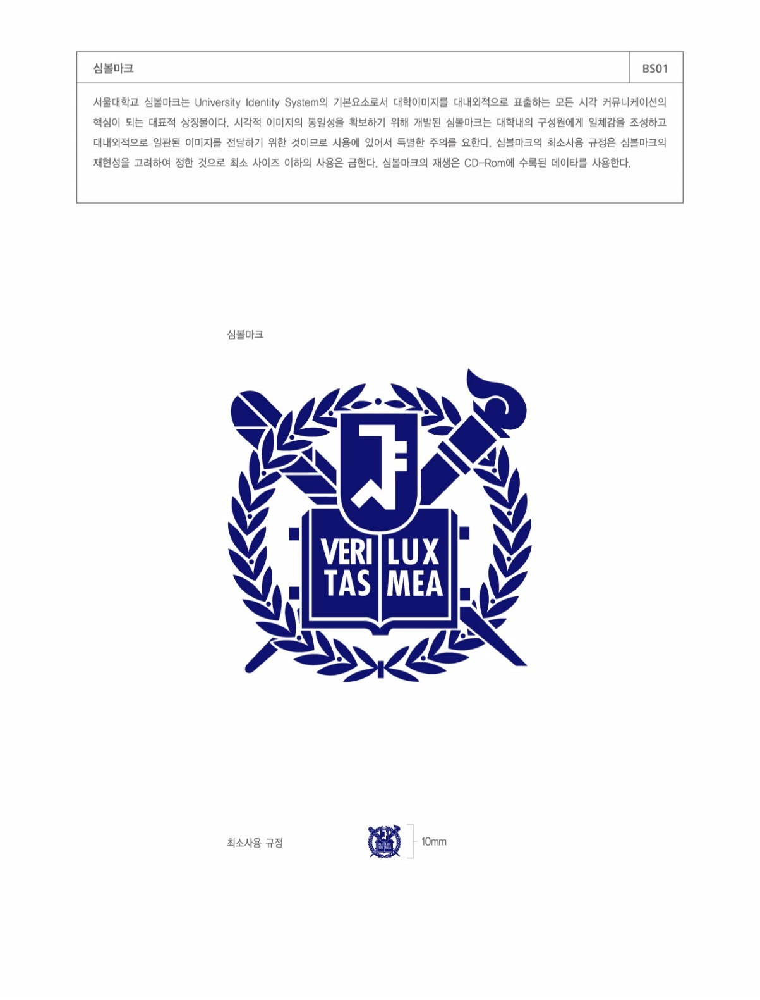 심볼마크
BS01
서울대학교 심볼마크는 University Identity System의 기본요소로서 대학이미지를 대내외적으로 표출하는 모든 시각 커뮤니케이션의
핵심이 되는 대표적 상징물이다. 시각적 이미지의 통일성을 확보하기 위해 개발된 심볼마크는 대학내의 구성원에게 일체감을 조성하고
대내외적으로 일관된 이미지를 전달하기 위한 것이므로 사용에 있어서 특별한 주의를 요한다. 심볼마크의 최소사용 규정은 심볼마크의
재현성을 고려하여 정한 것으로 최소 사이즈 이하의 사용은 금한다. 심볼마크의 재생은 CD-Rom에 수록된 데이타를 사용한다.
심볼마크
VERI
TAS
LUX
MEA
최소사용 규정
VERI
TAS
LUX
MEA
10mm